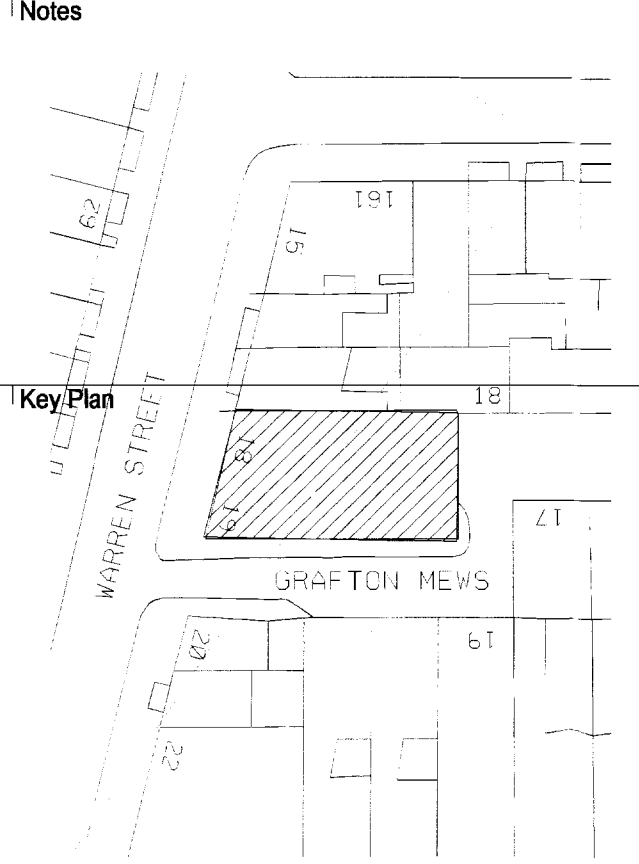 Notes
161
15
62
18
Key Plan
18
WARREN STREET
19
17
GRAFTON MEWS
19
20
22